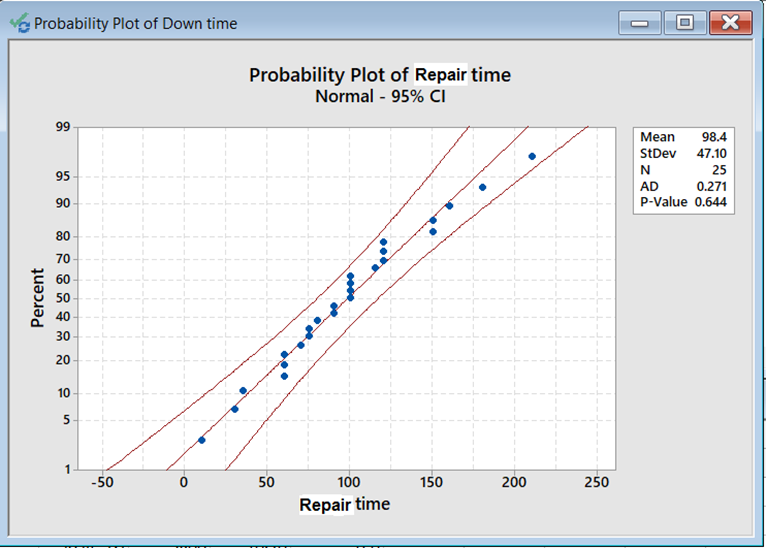 Probability Plot of Down time
Probability Plot of Repair time
Normal - 95% CI
99
95
90
80
70
60
50
40
30
20
10
5
1
Percent
-50 0 50 100 150 200 250
Repair time
Mean 98.4
StDev 47.10
N 25
AD 0.271
P-Value 0.644